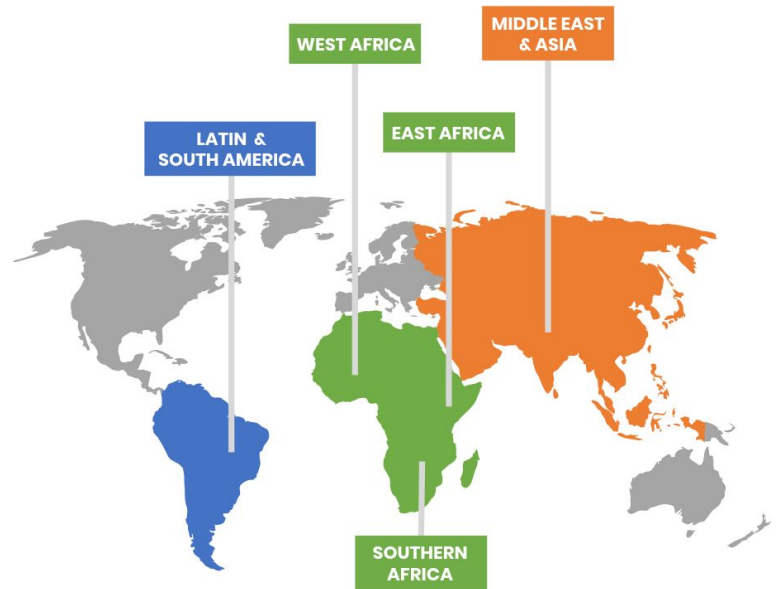 MIDDLE EAST
& ASIA
WEST AFRICA
EAST AFRICA
LATIN &
SOUTH AMERICA
SOUTHERN
AFRICA